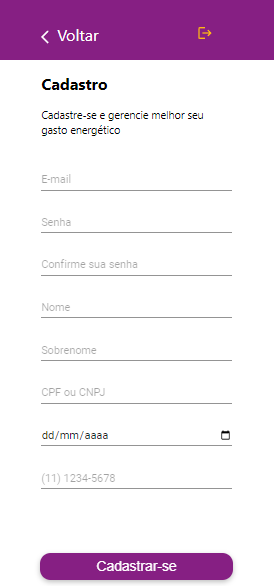 Voltar
Cadastro
Cadastre-se e gerencie melhor seu
gasto energético
E-mail
Senha
Confirme sua senha
Nome
Sobrenome
CPF ou CNPJ
dd/mm/aaaa
(11) 1234-5678
Cadastrar-se